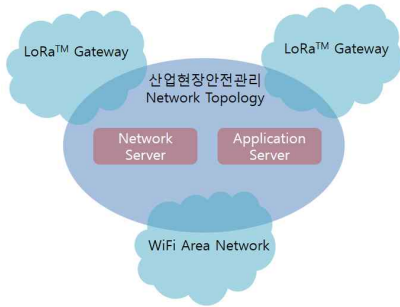 LoRa™ Gateway
LoRa™ Gateway
산업현장안전관리
Network Topology
Network
Server
Application
Server
WiFi Area Network